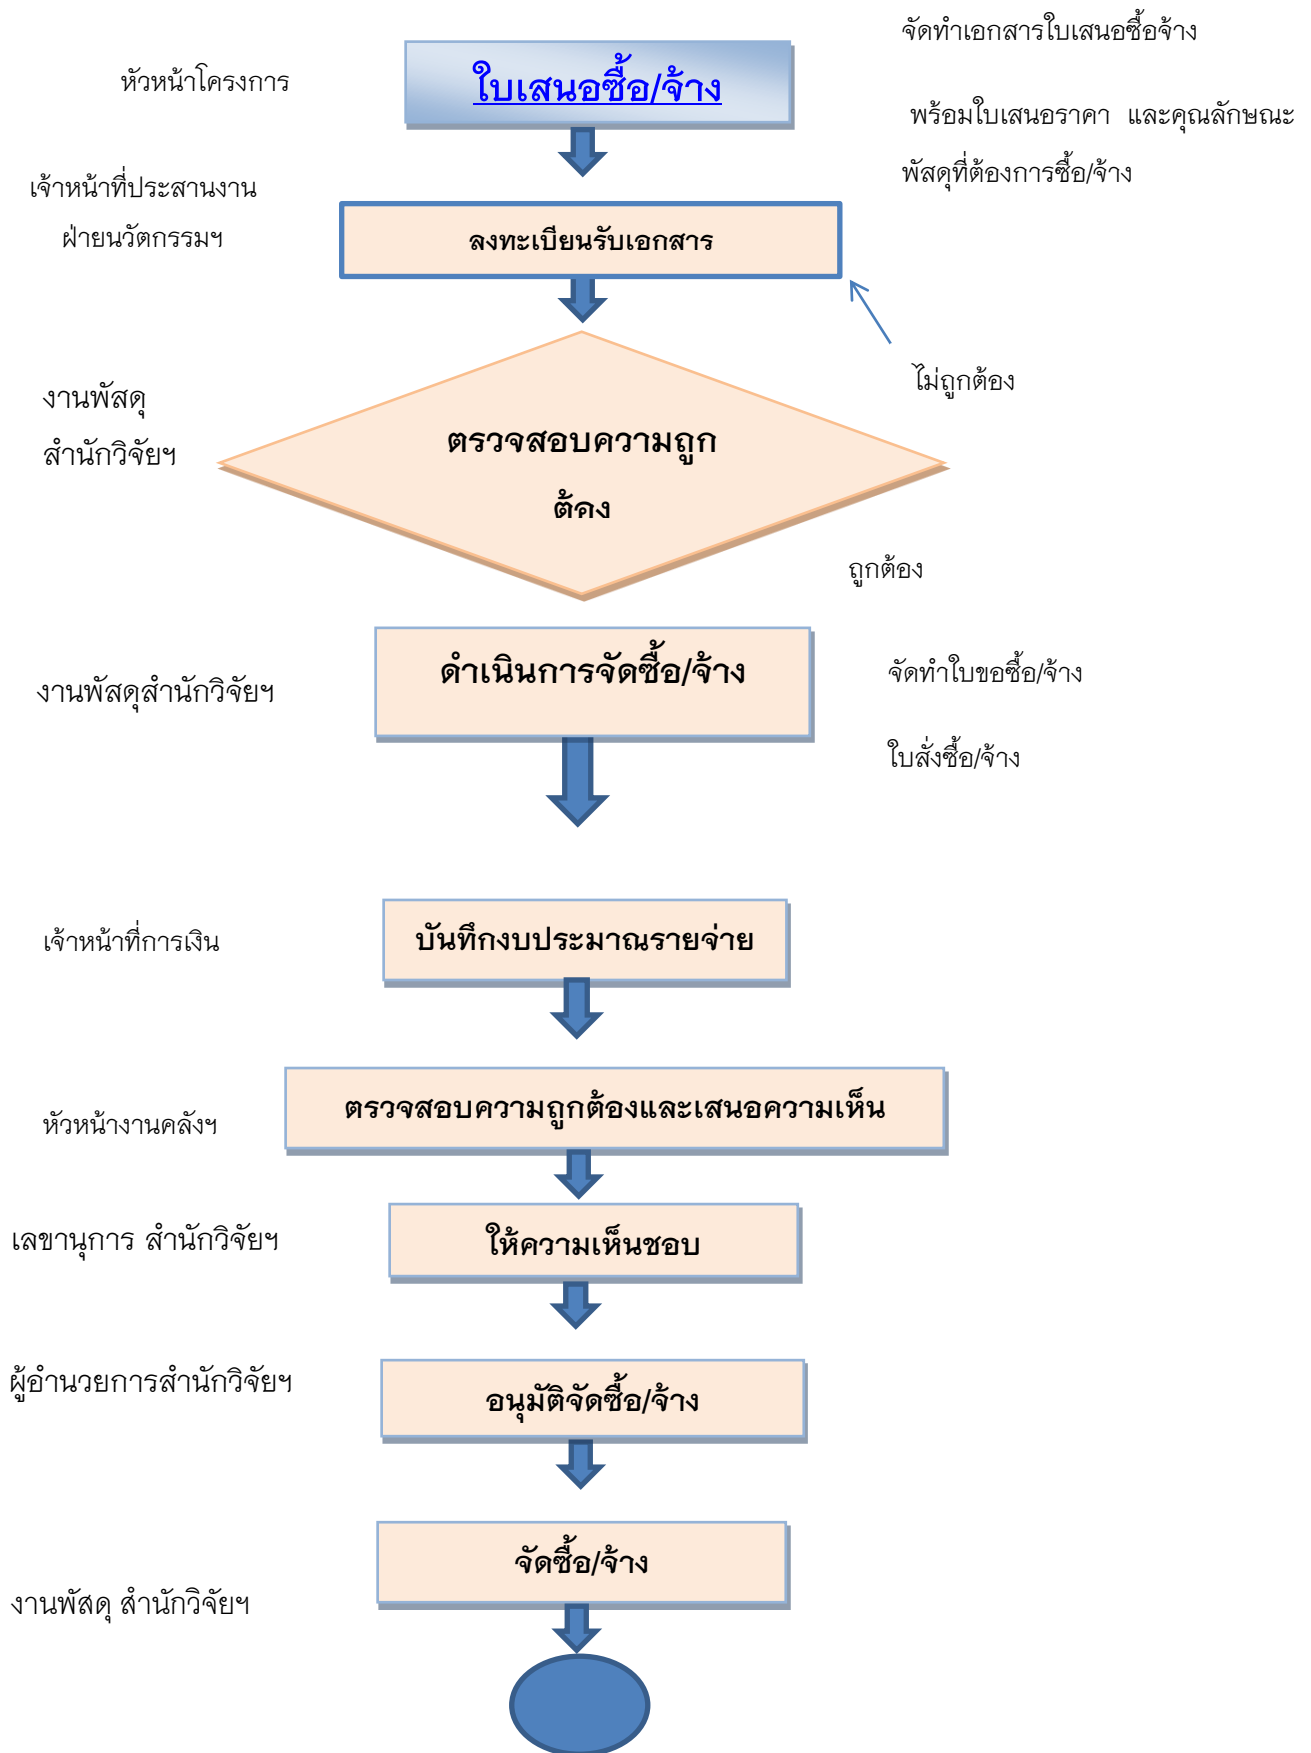 จัดทำเอกสารใบเสนอซื้อจ้าง
หัวหน้าโครงการ
ใบเสนอซื้อ/จ้าง
พร้อมใบเสนอราคา และคุณลักษณะ
พัสดุที่ต้องการซื้อ/จ้าง
เจ้าหน้าที่ประสานงาน
ฝ่ายนวัตกรรมฯ
ลงทะเบียนรับเอกสาร
ไม่ถูกต้อง
งานพัสดุ
สำนักวิจัยฯ
ตรวจสอบความถูก
ต้อง
ถูกต้อง
ดำเนินการจัดซื้อ/จ้าง
งานพัสดุสำนักวิจัยฯ
จัดทำใบขอซื้อ/จ้าง
ใบสั่งซื้อ/จ้าง
เจ้าหน้าที่การเงิน
บันทึกงบประมาณรายจ่าย
หัวหน้างานคลังฯ
ตรวจสอบความถูกต้องและเสนอความเห็น
เลขานุการ สำนักวิจัยฯ
ให้ความเห็นชอบ
ผู้อำนวยการสำนักวิจัยฯ
อนุมัติจัดซื้อ/จ้าง
จัดซื้อ/จ้าง
งานพัสดุ สำนักวิจัยฯ